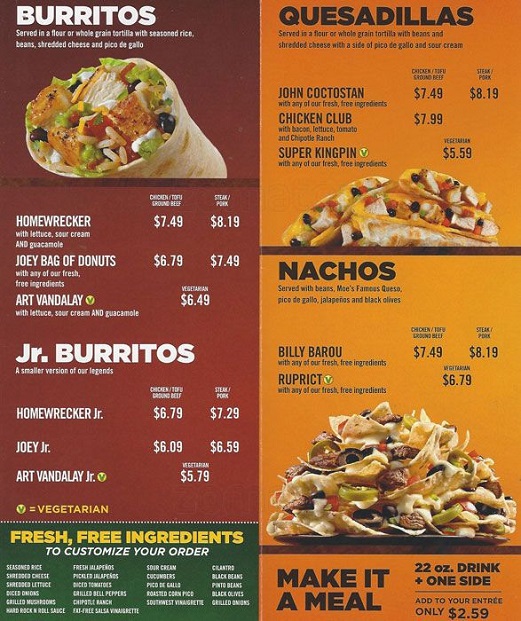 BURRITOS
Served in a flour or whole grain tortilla with seasoned rice,
beans, shredded cheese and pico de gallo
CHICKEN/TOFU
GROUND BEEF
STEAK/
PORK
HOMEWRECKER $7.49 $8.19
with lettuce, sour cream
AND guacamole
JOEY BAG OF DONUTS $6.79 $7.49
with any of our fresh,
free ingredients
VEGETARIAN
ART VANDALAY V $6.49
with lettuce, sour cream AND guacamole
Jr. BURRITOS
A smaller version of our legends
CHICKEN/TOFU
GROUND BEEF
STEAK/
PORK
HOMEWRECKER Jr. $6.79 $7.29
JOEY Jr. $6.09 $6.59
VEGETARIAN
ART VANDALAY Jr. V $5.79
V = VEGETARIAN
FRESH, FREE INGREDIENTS
TO CUSTOMIZE YOUR ORDER
SEASONED RICE
SHREDDED CHEESE
SHREDDED LETTUCE
DICED ONIONS
GRILLED MUSHROOMS
HARD ROCK N ROLL SAUCE
FRESH JALAPEÑOS
PICKLED JALAPEÑOS
DICED TOMATOES
GRILLED BELL PEPPERS
CHIPOTLE RANCH
FAT-FREE SALSA VINAIGRETTE
SOUR CREAM
CUCUMBERS
PICO DE GALLO
ROASTED CORN PICO
SOUTHWEST VINAIGRETTE
CILANTRO
BLACK BEANS
PINTO BEANS
BLACK OLIVES
GRILLED ONIONS
QUESADILLAS
Served in a flour or whole grain tortilla with beans and
shredded cheese with a side of pico de gallo and sour cream
CHICKEN/TOFU
GROUND BEEF
STEAK/
PORK
JOHN COCTOSTAN $7.49 $8.19
with any of our fresh, free ingredients
CHICKEN CLUB $7.99
with bacon, lettuce, tomato
and Chipotle Ranch
VEGETARIAN
SUPER KINGPIN V $5.59
with any of our fresh, free ingredients
NACHOS
Served with beans, Moe's Famous Queso,
pico de gallo, jalapeños and black olives
CHICKEN/TOFU
GROUND BEEF
STEAK/
PORK
BILLY BAROU $7.49 $8.19
with any of our fresh, free ingredients
VEGETARIAN
RUPRICT V $6.79
with any of our fresh, free ingredients
MAKE IT
A MEAL
22 oz. DRINK
+ ONE SIDE
ADD TO YOUR ENTRÉE
ONLY $2.59